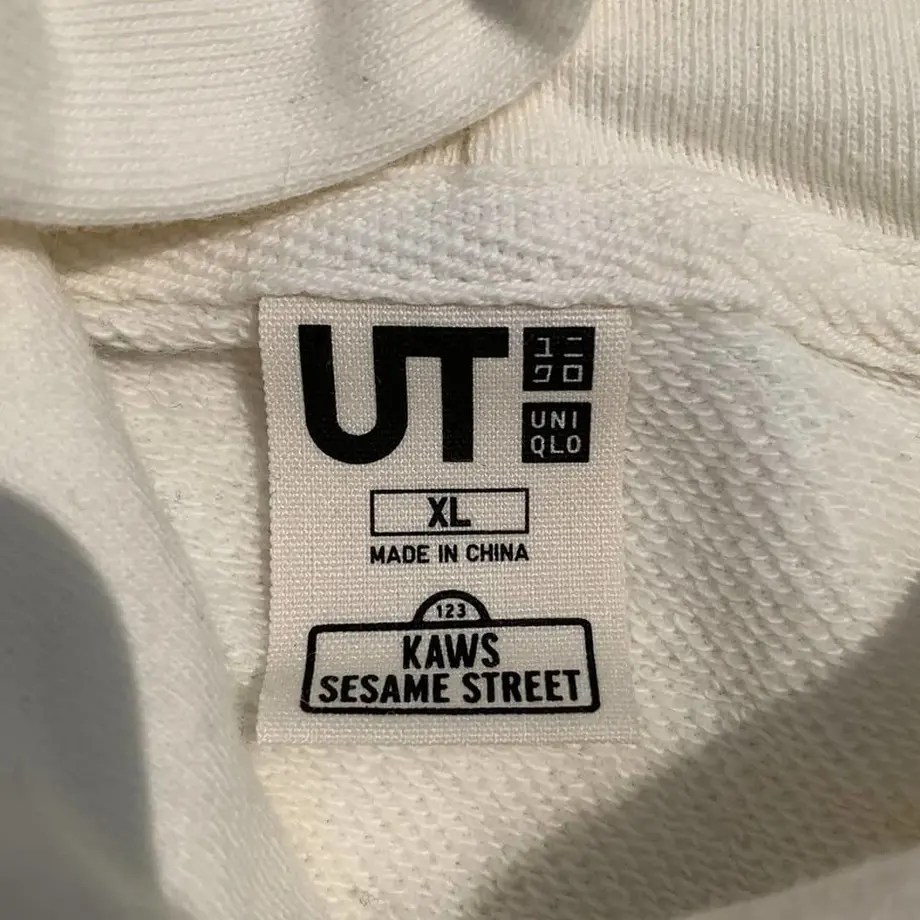 UT
ユニ
クロ
UNI
QLO
XL
MADE IN CHINA
123
KAWS
SESAME STREET